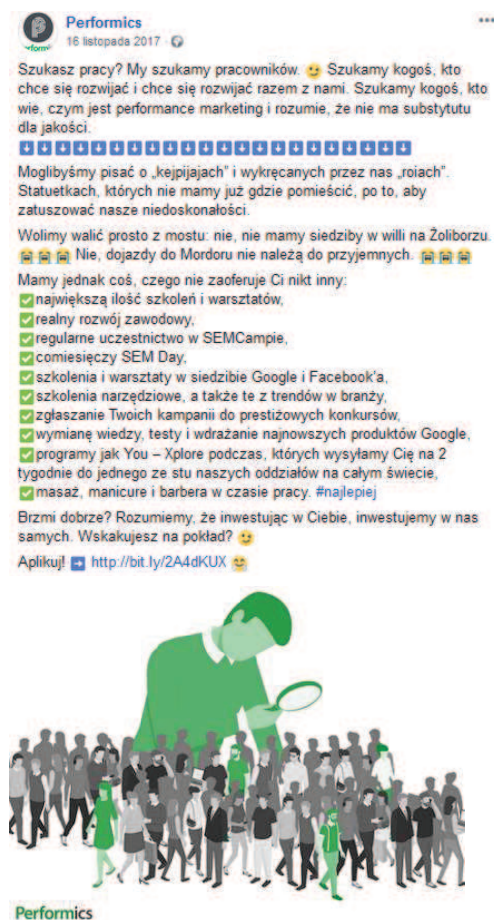 Performics
16 listopada 2017
Szukasz pracy? My szukamy pracowników. 😉 Szukamy kogoś, kto
chce się rozwijać i chce się rozwijać razem z nami. Szukamy kogoś, kto
wie, czym jest performance marketing i rozumie, że nie ma substytutu
dla jakości.
⬇⬇⬇⬇⬇⬇⬇⬇⬇⬇⬇⬇⬇⬇⬇⬇⬇⬇⬇⬇⬇⬇
Moglibyśmy pisać o „kejpijajach” i wykręcanych przez nas „roiach”.
Statuetkach, których nie mamy już gdzie pomieścić, po to, aby
zatuszować nasze niedoskonałości.
Wolimy walić prosto z mostu: nie, nie mamy siedziby w willi na Żoliborzu.
😭😭😭 Nie, dojazdy do Mordoru nie należą do przyjemnych. 😭😭😭
Mamy jednak coś, czego nie zaoferuje Ci nikt inny:
✅największą ilość szkoleń i warsztatów,
✅realny rozwój zawodowy,
✅regularne uczestnictwo w SEMCampie,
✅comiesięczy SEM Day,
✅szkolenia i warsztaty w siedzibie Google i Facebook'a,
✅szkolenia narzędziowe, a także te z trendów w branży,
✅zgłaszanie Twoich kampanii do prestiżowych konkursów,
✅wymianę wiedzy, testy i wdrażanie najnowszych produktów Google,
✅programy jak You – Xplore podczas, których wysyłamy Cię na 2
tygodnie do jednego ze stu naszych oddziałów na całym świecie,
✅masaż, manicure i barbera w czasie pracy. #najlepiej
Brzmi dobrze? Rozumiemy, że inwestując w Ciebie, inwestujemy w nas
samych. Wskakujesz na pokład? 😉
Aplikuj! ➡ http://bit.ly/2A4dKUX 😊
Performics